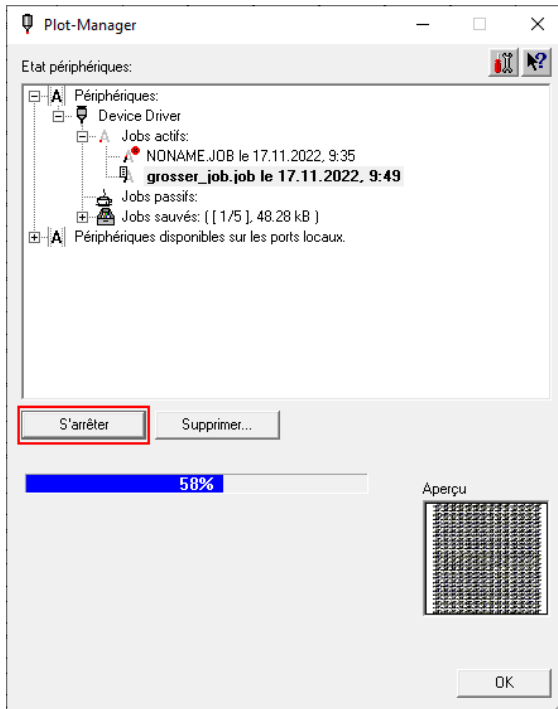 Plot-Manager
Etat périphériques:
Périphériques:
Device Driver
Jobs actifs:
NONAME.JOB le 17.11.2022, 9:35
grosser_job.job le 17.11.2022, 9:49
Jobs passifs:
Jobs sauvés: ( [ 1/5 ], 48.28 kB )
Périphériques disponibles sur les ports locaux.
S'arrêter
Supprimer...
58%
Aperçu
OK